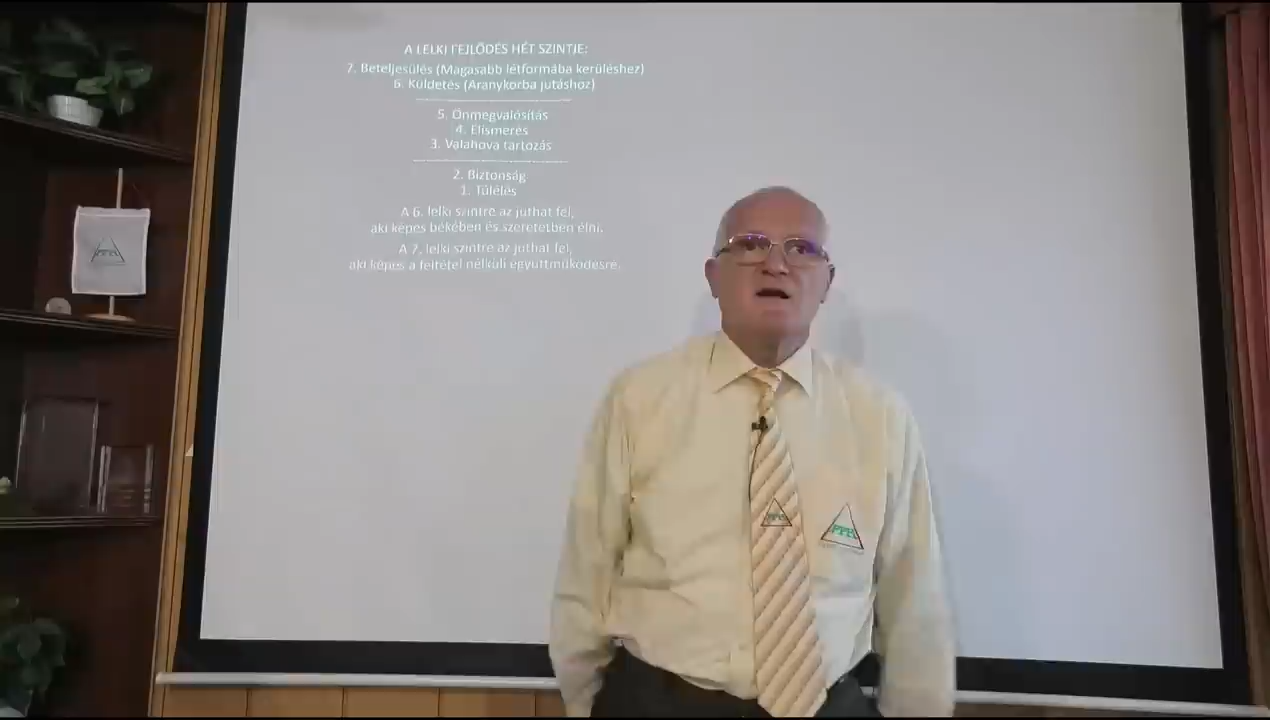 A LELKI FEJLŐDÉS HÉT SZINTJE:
7. Beteljesülés (Magasabb létformába kerüléshez)
6. Küldetés (Aranykorba jutáshoz)
5. Önmegvalósítás
4. Elismerés
3. Valahova tartozás
2. Biztonság
1. Túlélés
A 6. lelki szintre az juthat fel,
aki képes békében és szeretetben élni.
A 7. lelki szintre az juthat fel,
aki képes a feltétel nélküli együttműködésre.